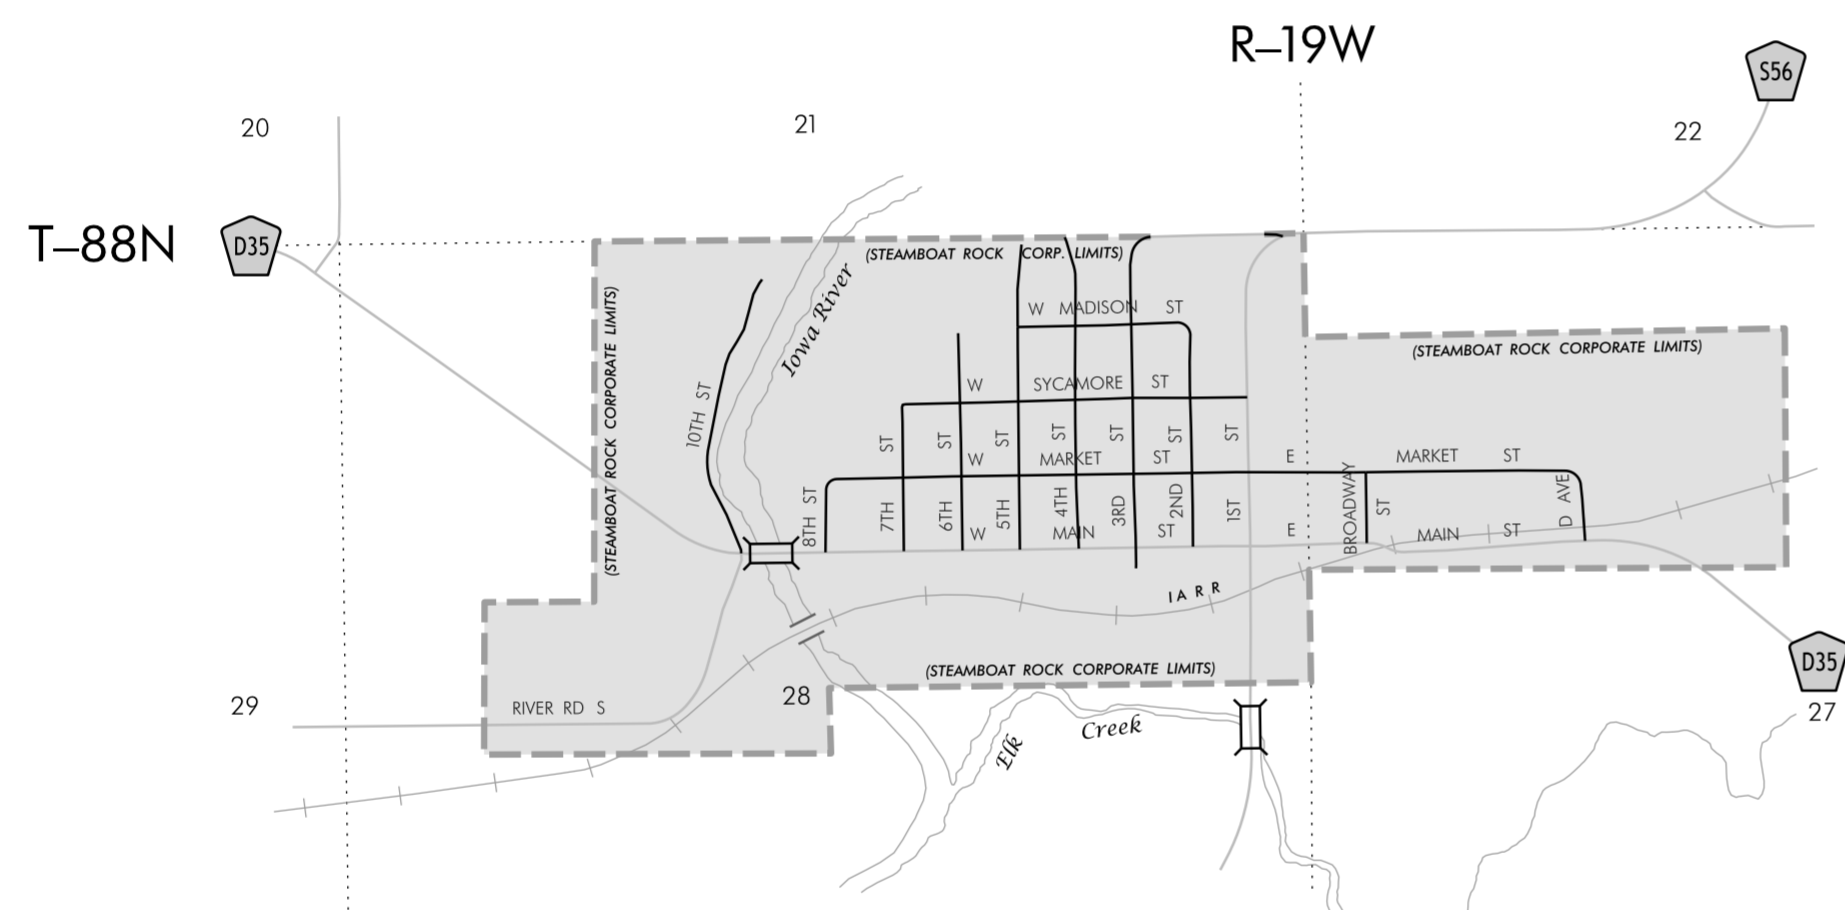 R–19W
S56
20
21
22
T–88N
D35
(STEAMBOAT ROCK CORP. LIMITS)
(STEAMBOAT ROCK CORPORATE LIMITS)
Iowa River
W MADISON ST
(STEAMBOAT ROCK CORPORATE LIMITS)
10TH ST
W SYCAMORE ST
W MARKET ST
E MARKET ST
8TH ST
7TH ST
6TH ST
5TH ST
4TH ST
3RD ST
2ND ST
1ST ST
BROADWAY ST
D AVE
W MAIN ST
E MAIN ST
IARR
(STEAMBOAT ROCK CORPORATE LIMITS)
D35
29
RIVER RD S
28
27
Elk Creek